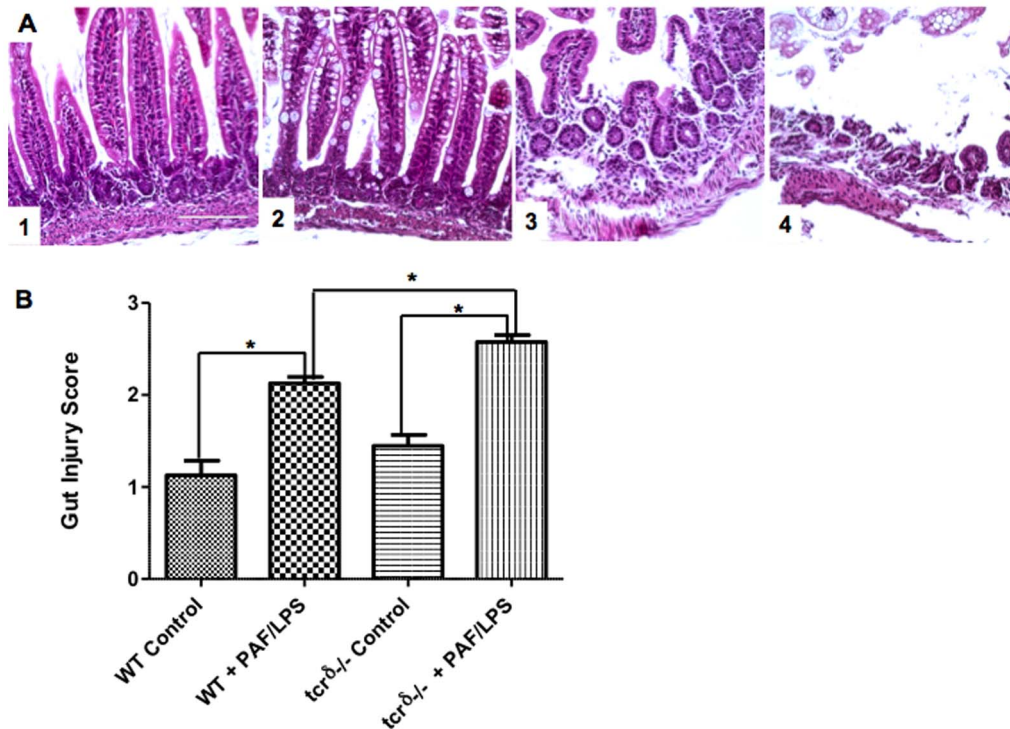 A
1
2
3
4
B
*
*
*
3
2
1
0
Gut Injury Score
WT Control
WT + PAF/LPS
tcrδ-/- Control
tcrδ-/- + PAF/LPS